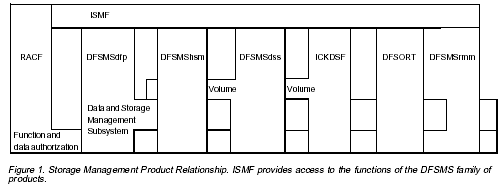 ISMF
RACF
DFSMSdfp
DFSMShsm
DFSMSdss
ICKDSF
DFSORT
DFSMSrmm
Volume
Volume
Data and Storage
Management
Subsystem
Function and
data authorization
Figure 1. Storage Management Product Relationship. ISMF provides access to the functions of the DFSMS family of
products.